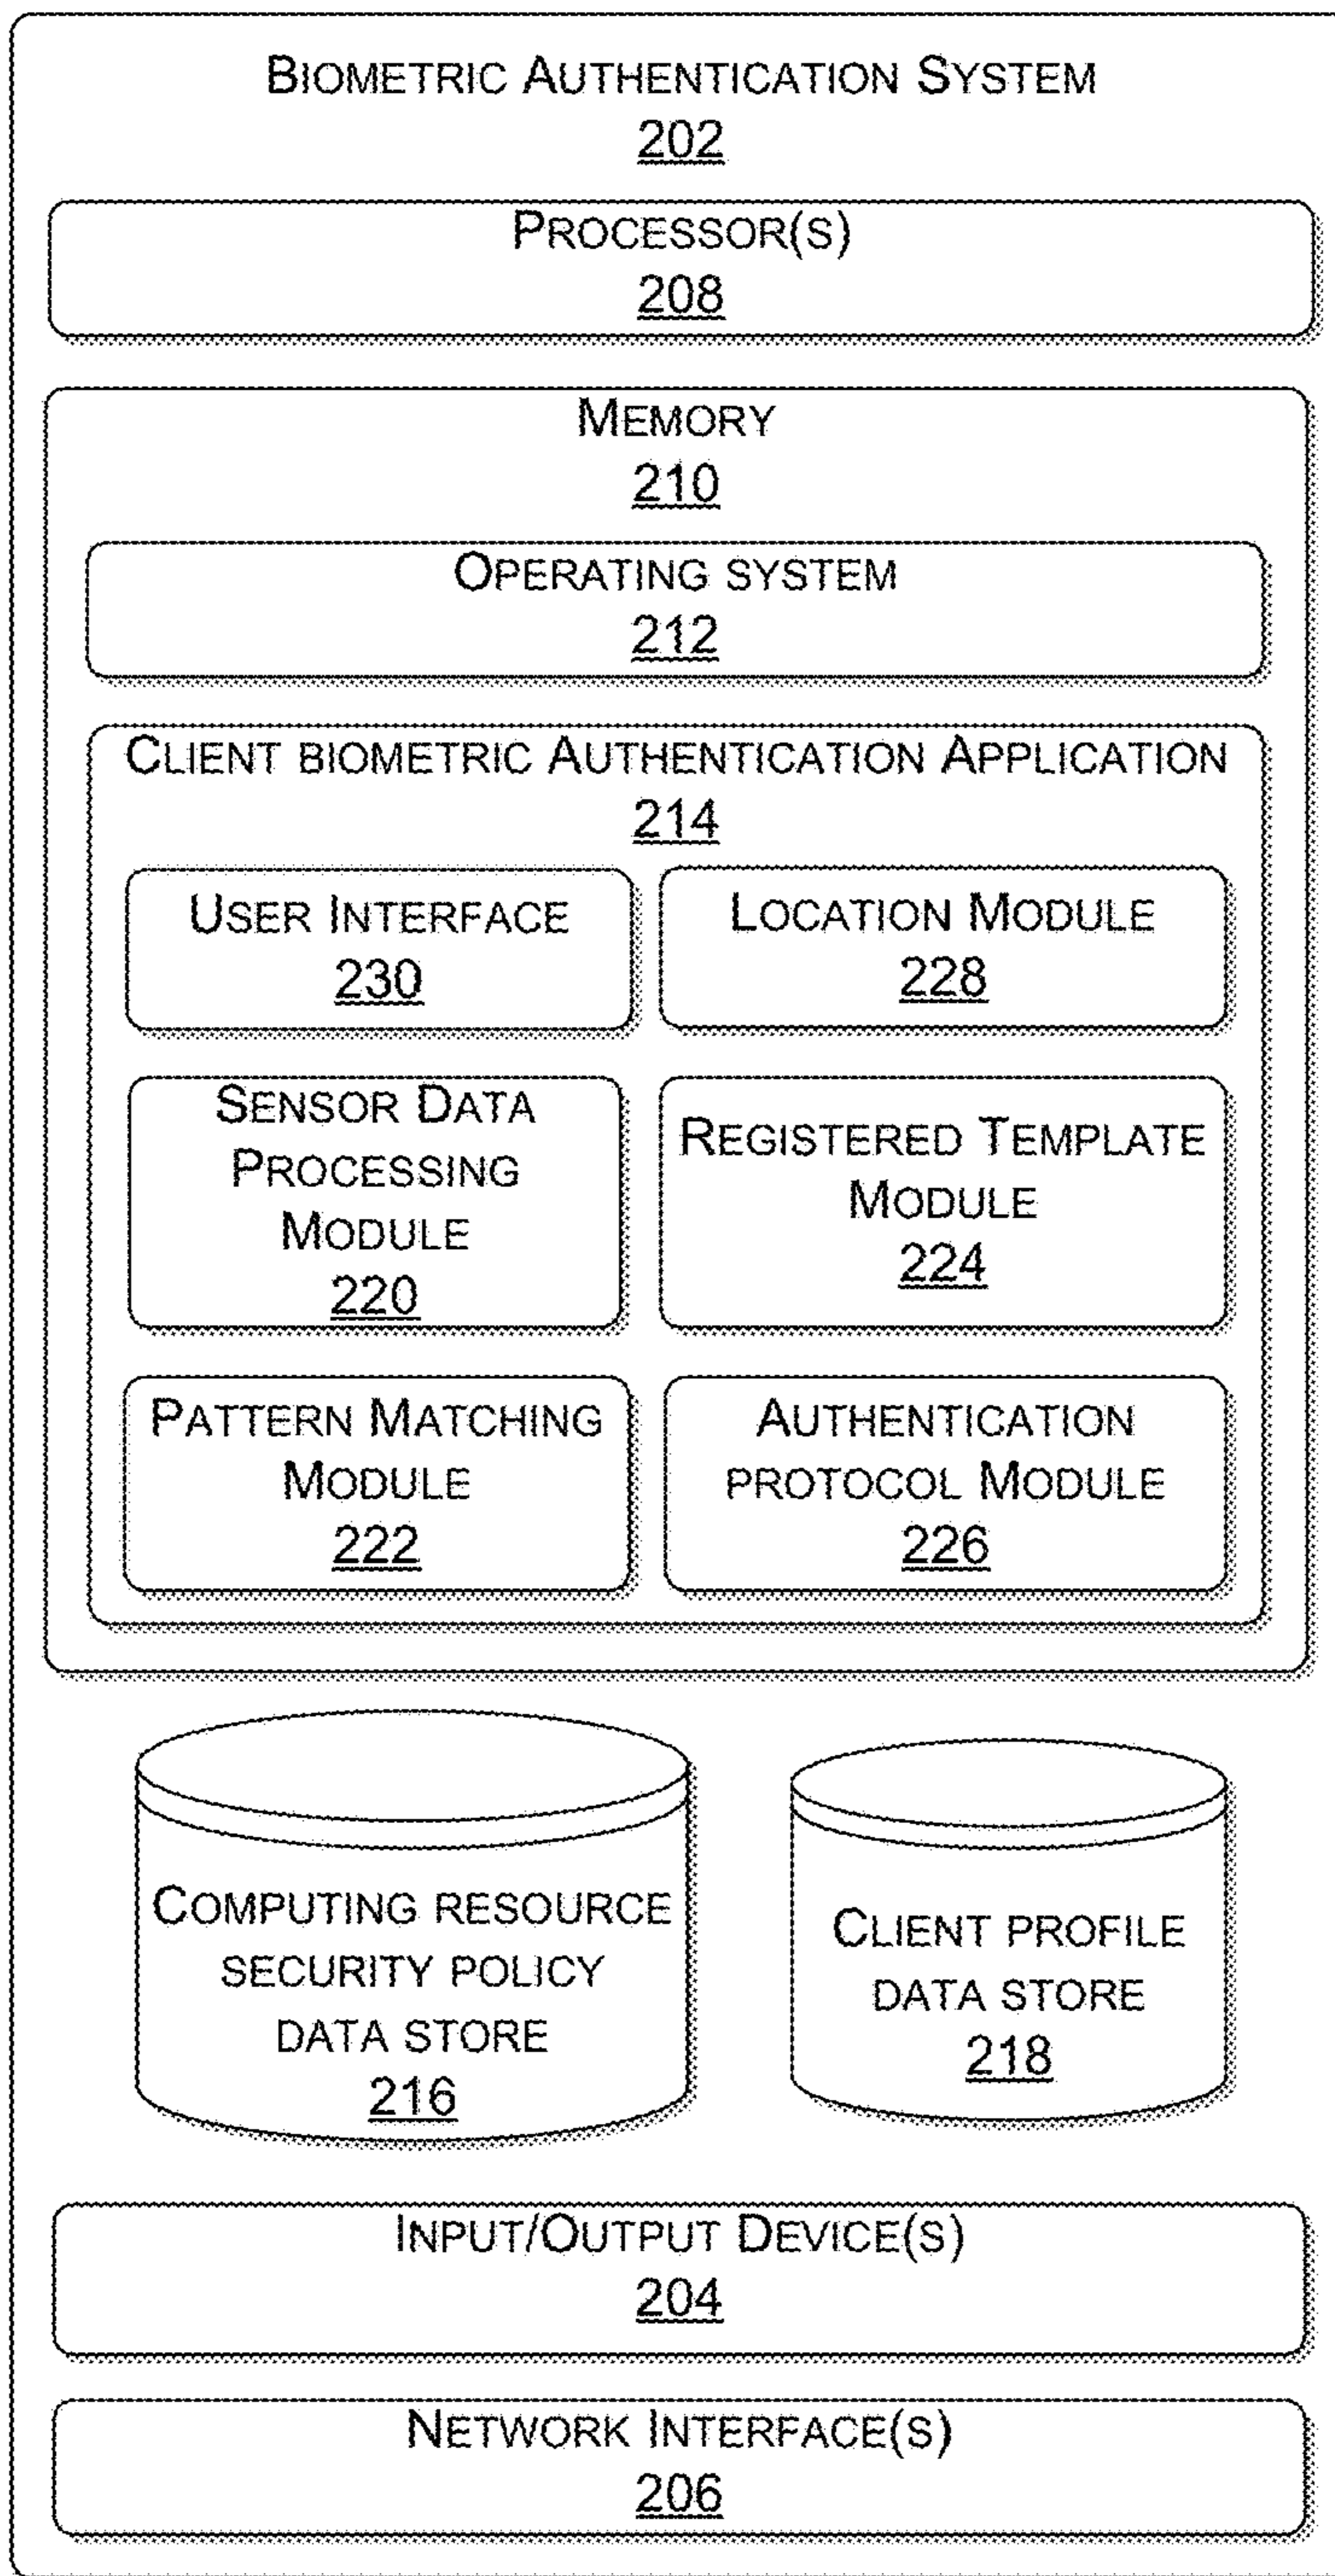 BIOMETRIC AUTHENTICATION SYSTEM
202
PROCESSOR(S)
208
MEMORY
210
OPERATING SYSTEM
212
CLIENT BIOMETRIC AUTHENTICATION APPLICATION
214
USER INTERFACE
230
LOCATION MODULE
228
SENSOR DATA
PROCESSING
MODULE
220
REGISTERED TEMPLATE
MODULE
224
PATTERN MATCHING
MODULE
222
AUTHENTICATION
PROTOCOL MODULE
226
COMPUTING RESOURCE
SECURITY POLICY
DATA STORE
216
CLIENT PROFILE
DATA STORE
218
INPUT/OUTPUT DEVICE(S)
204
NETWORK INTERFACE(S)
206